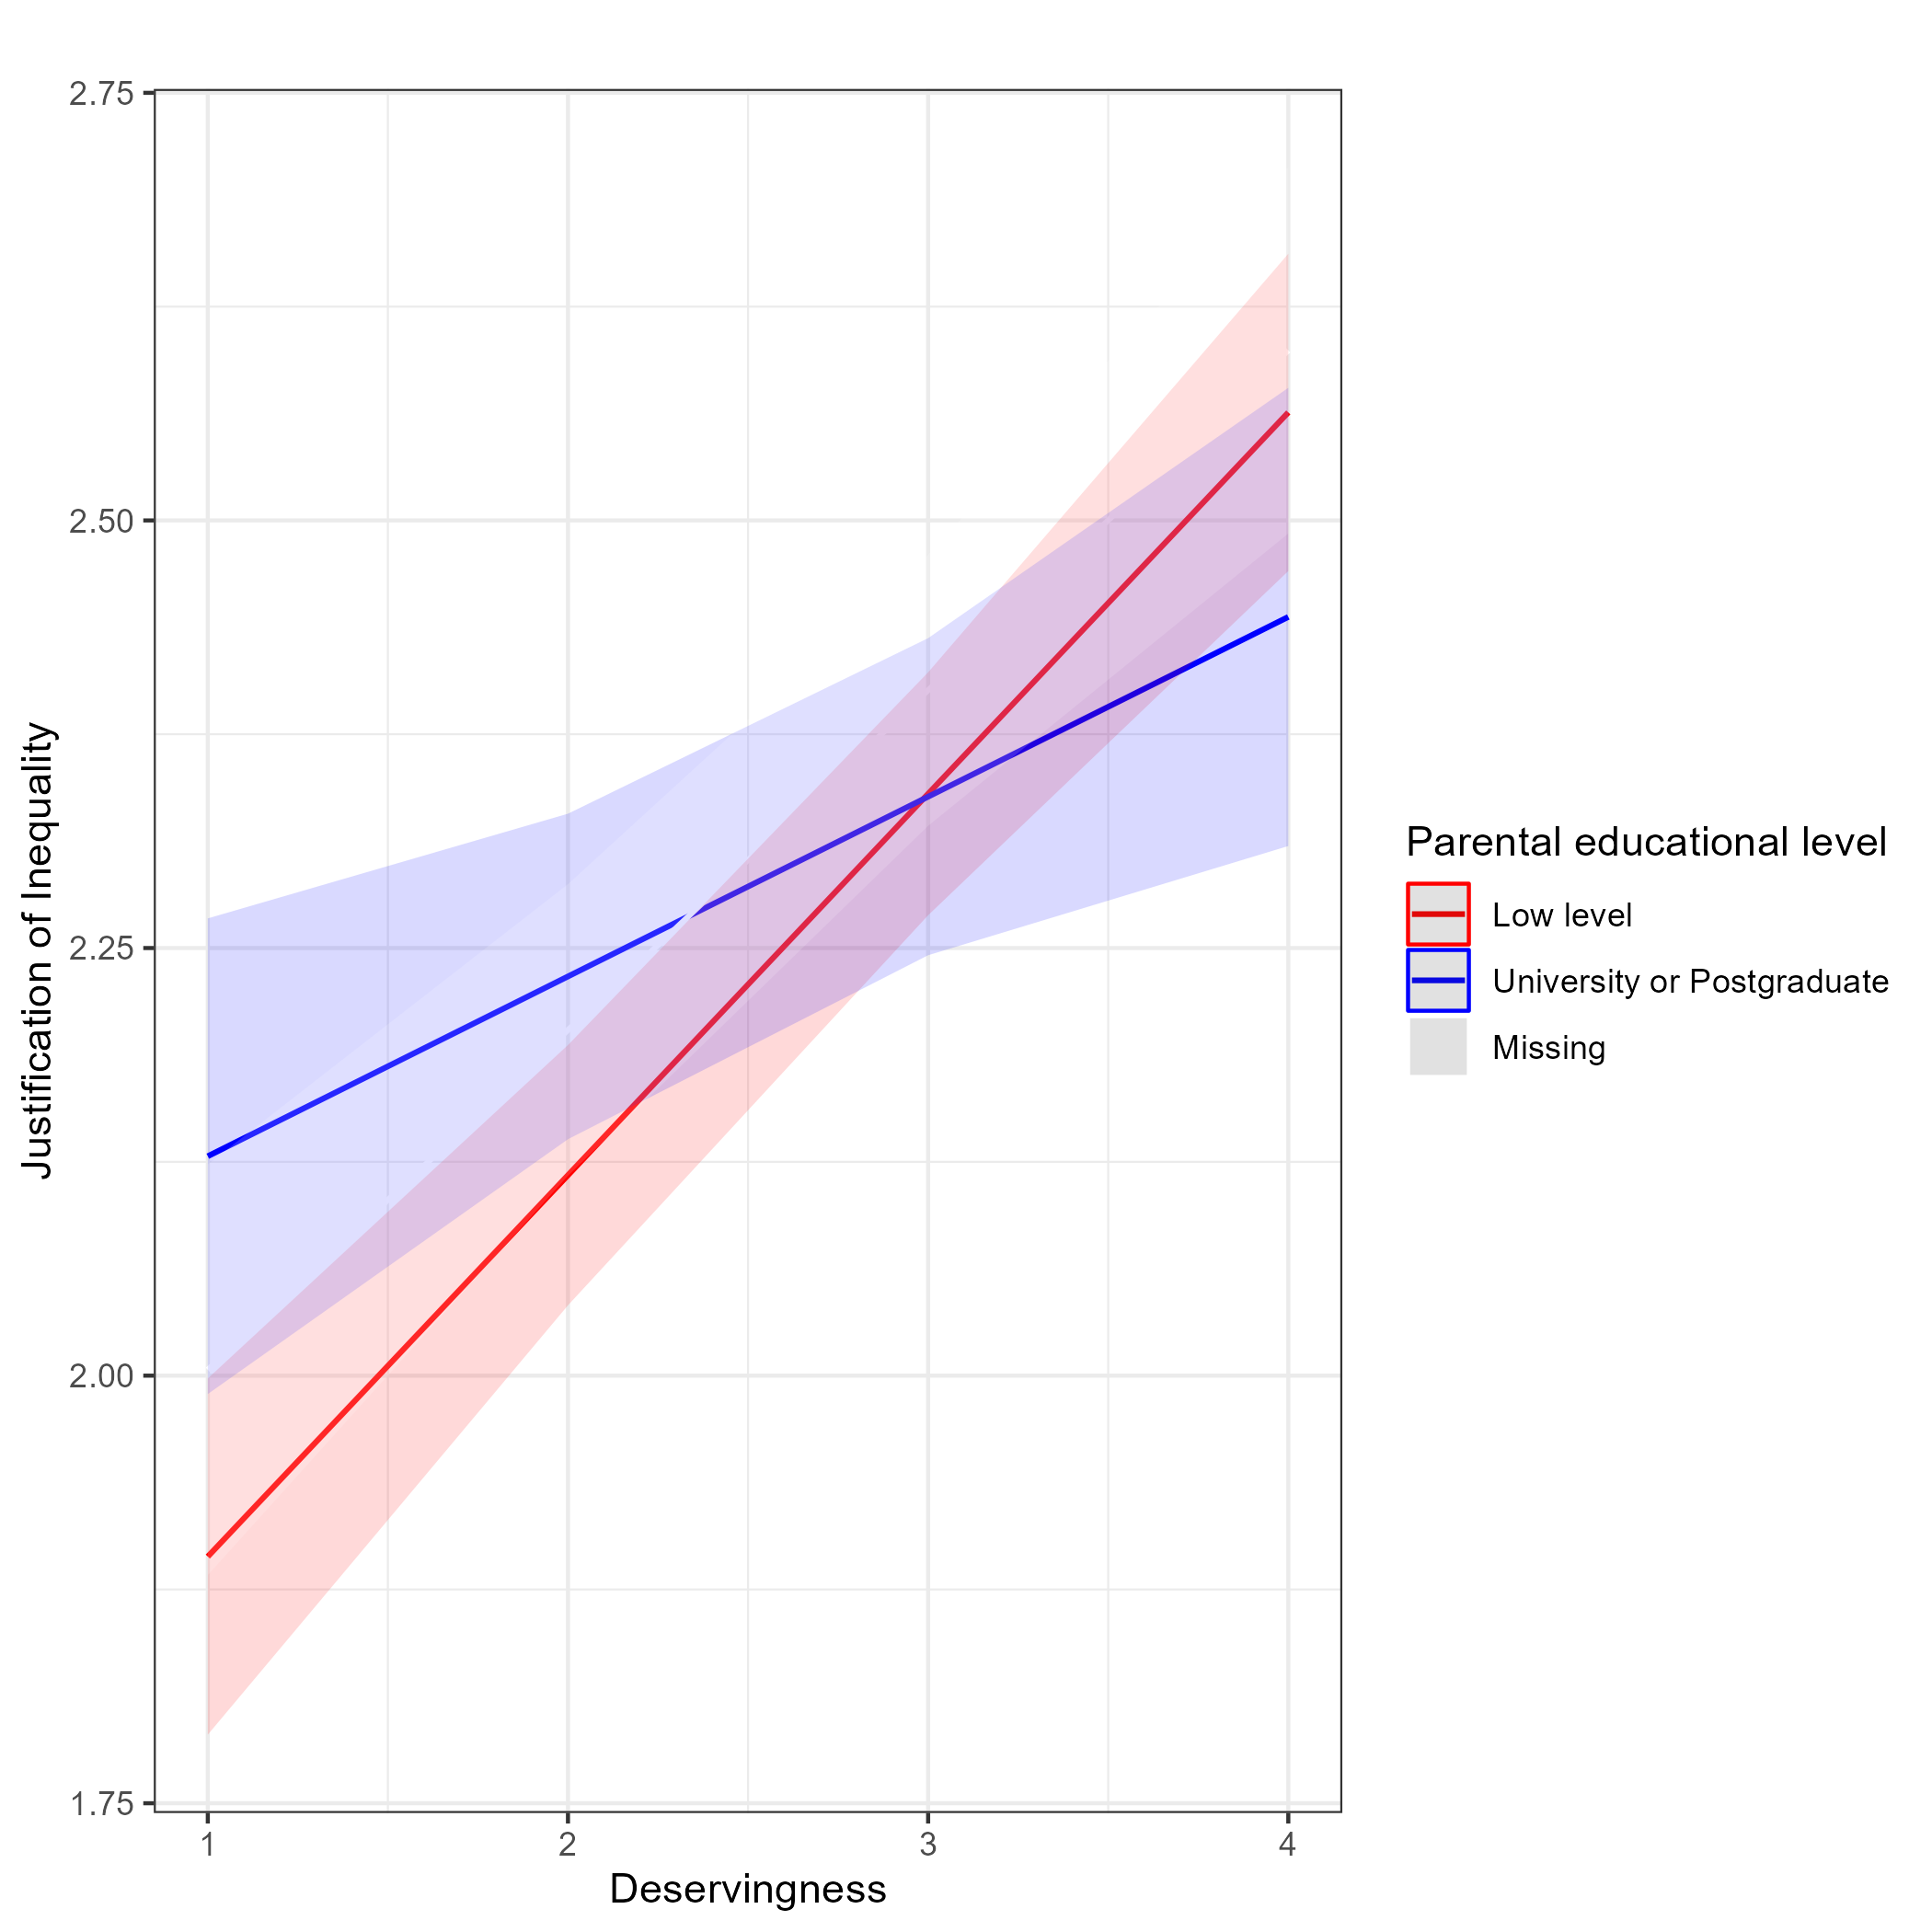 2.75
2.50
2.25
2.00
1.75
Justification of Inequality
1
2
3
4
Deservingness
Parental educational level
Low level
University or Postgraduate
Missing